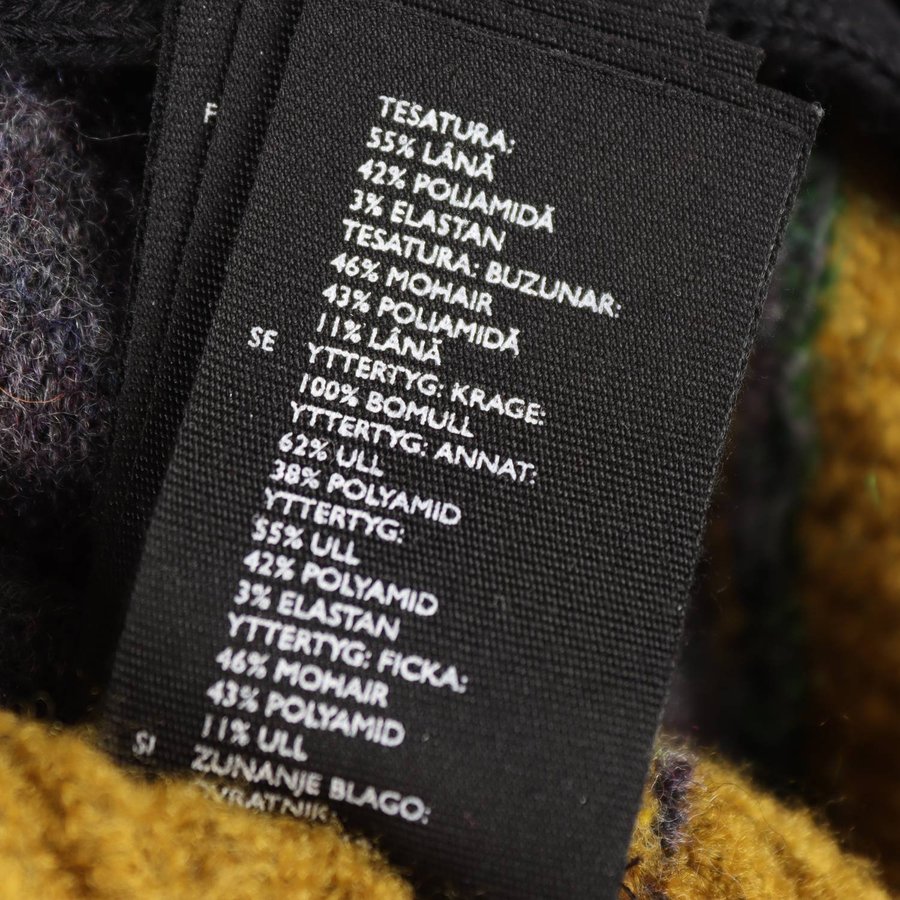 F
TESATURA:
55% LÂNĂ
42% POLIAMIDĂ
3% ELASTAN
TESATURA: BUZUNAR:
46% MOHAIR
43% POLIAMIDĂ
11% LÂNĂ
SE YTTERTYG: KRAGE:
100% BOMULL
YTTERTYG: ANNAT:
62% ULL
38% POLYAMID
YTTERTYG:
55% ULL
42% POLYAMID
3% ELASTAN
YTTERTYG: FICKA:
46% MOHAIR
43% POLYAMID
11% ULL
SI ZUNANJE BLAGO:
OVRATNIK: